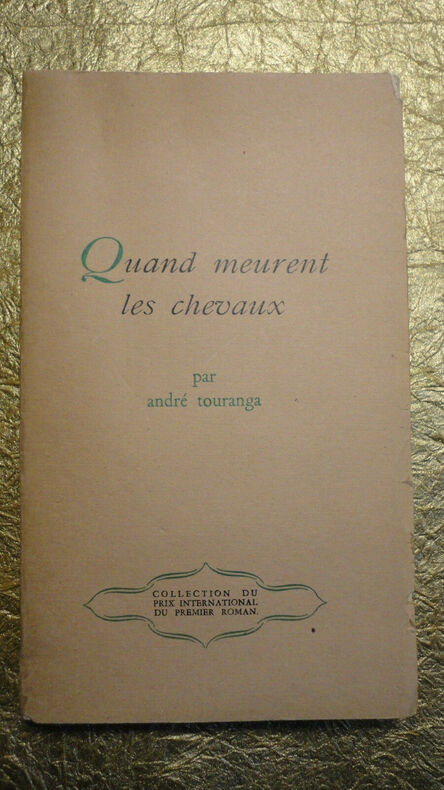 Quand meurent
les chevaux
par
andré touranga
COLLECTION DU
PRIX INTERNATIONAL
DU PREMIER ROMAN.